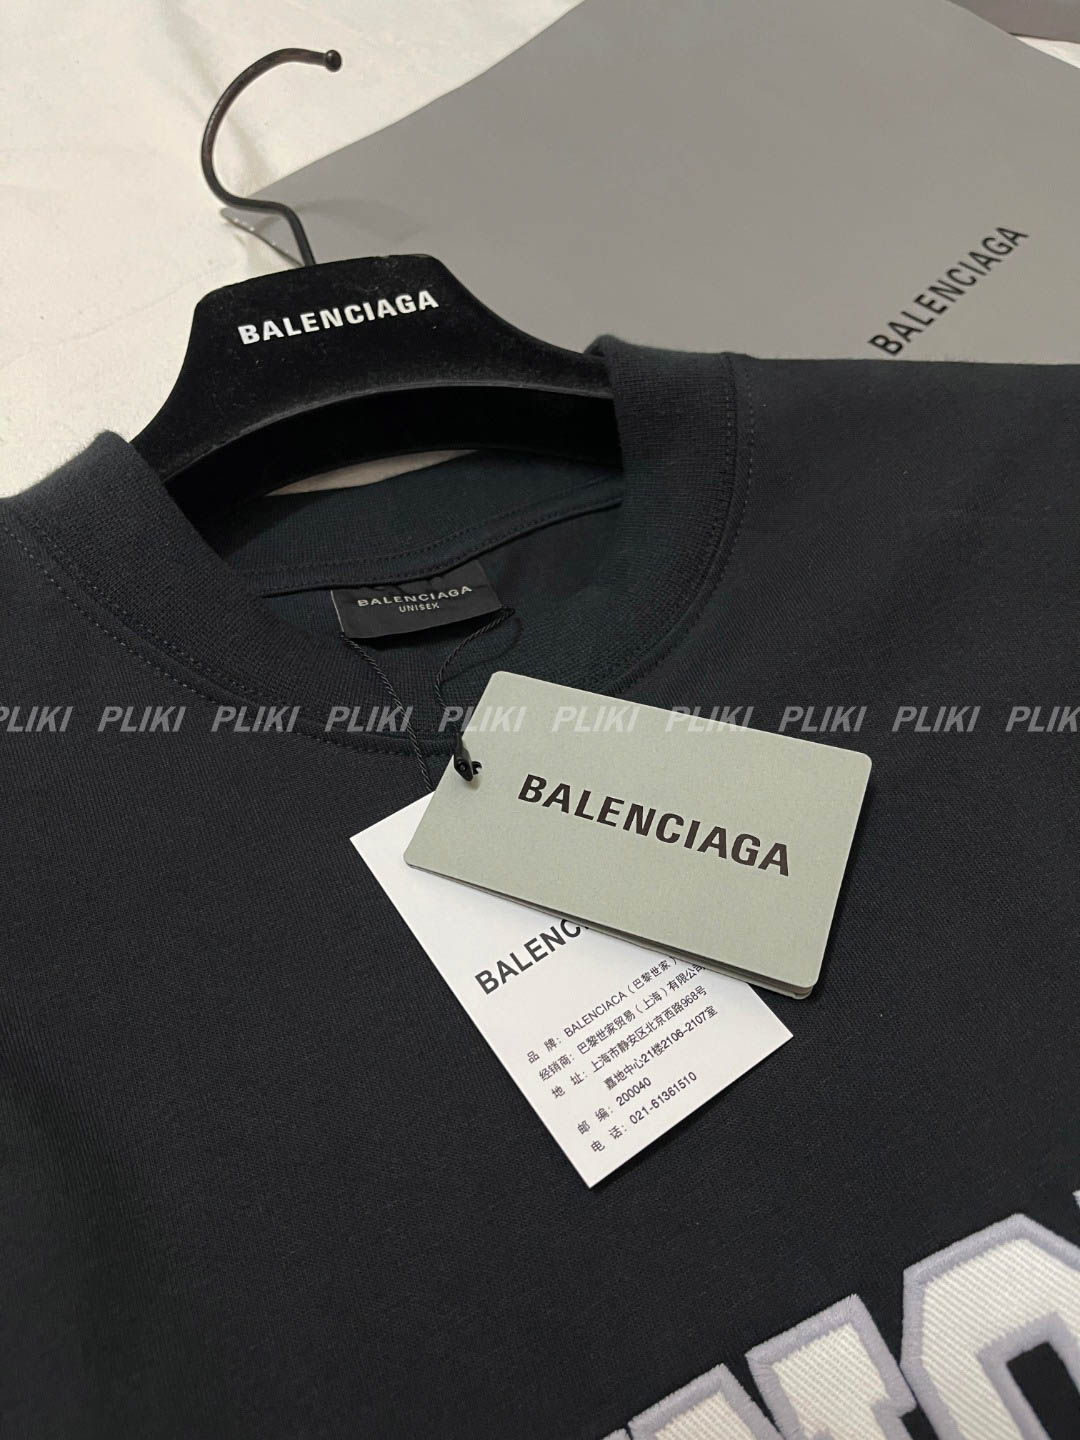 BALENCIAGA
BALENCIAGA
BALENCIAGA
UNISEX
PLIKI PLIKI PLIKI PLIKI PLIKI PLIKI PLIKI PLIKI PLIKI PLIK
BALENCIAGA
BALENC
品 牌：BALENCIACA（巴黎世家）
经销商：巴黎世家贸易（上海）有限公司
地 址：上海市静安区北京西路968号
嘉地中心21楼2106-2107室
邮 编：200040
电 话：021-61361510